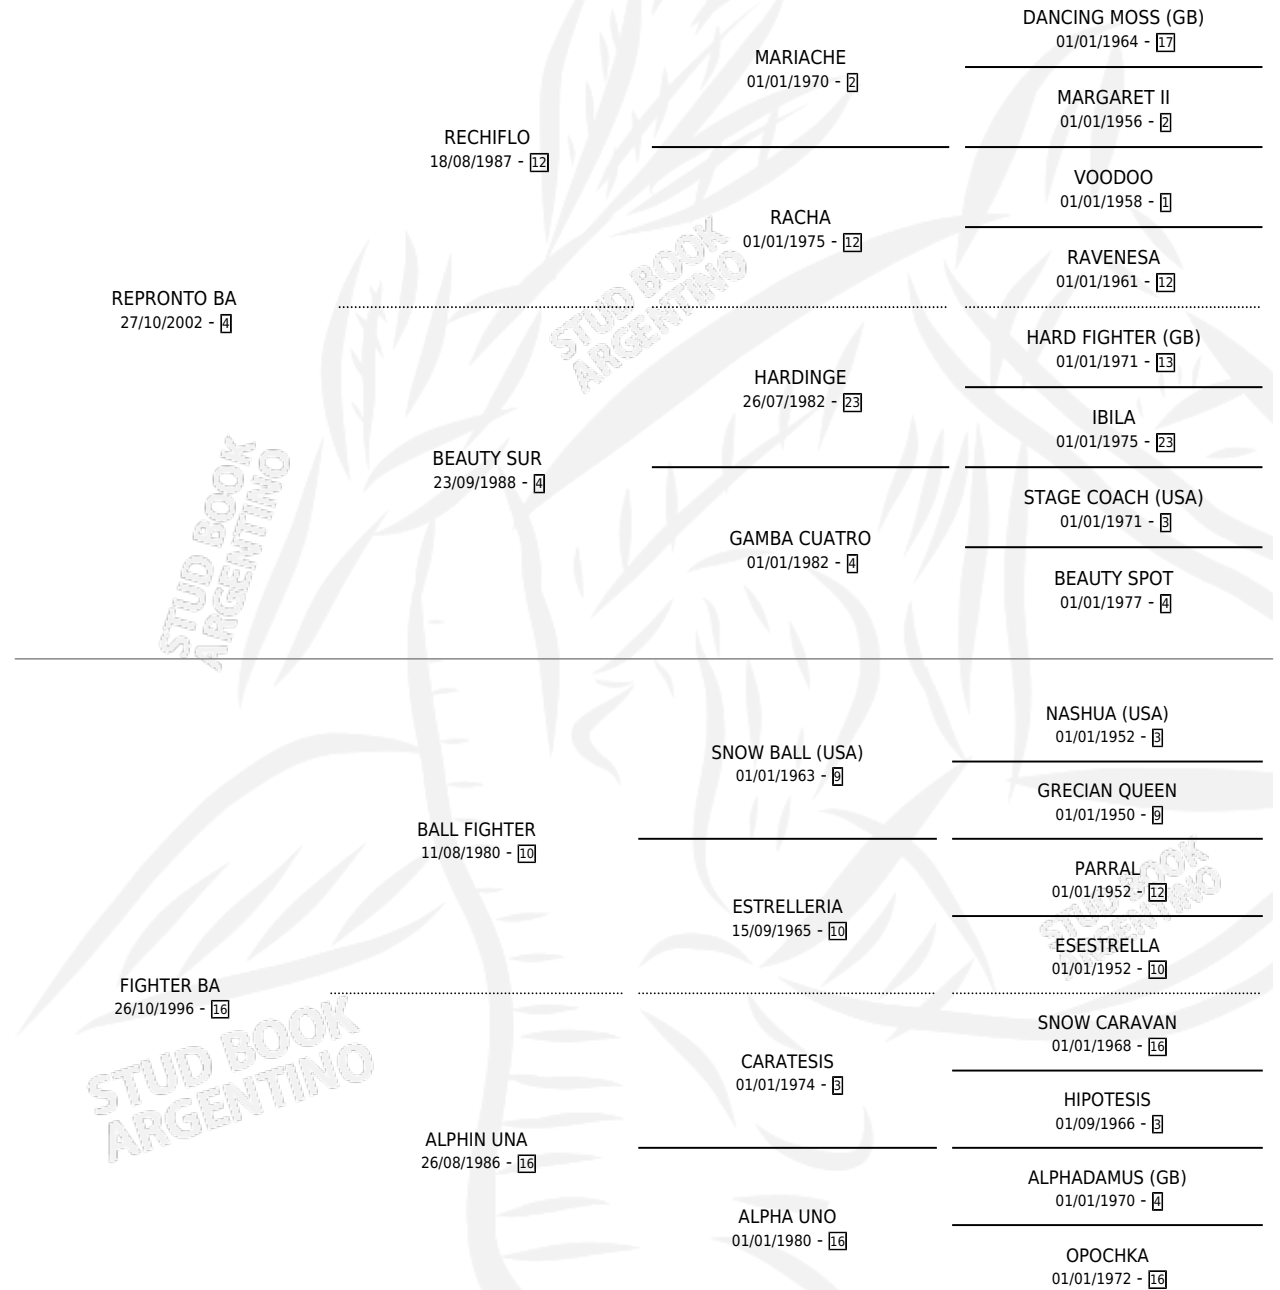 DANCING MOSS (GB)
01/01/1964 - 17
MARIACHE
01/01/1970 - 2
MARGARET II
01/01/1956 - 2
RECHIFLO
18/08/1987 - 12
VOODOO
01/01/1958 - 1
RACHA
01/01/1975 - 12
RAVENESA
01/01/1961 - 12
REPRONTO BA
27/10/2002 - 4
HARD FIGHTER (GB)
01/01/1971 - 13
HARDINGE
26/07/1982 - 23
IBILA
01/01/1975 - 23
BEAUTY SUR
23/09/1988 - 4
STAGE COACH (USA)
01/01/1971 - 3
GAMBA CUATRO
01/01/1982 - 4
BEAUTY SPOT
01/01/1977 - 4
STUD BOOK
ARGENTINO
STUD BOOK
ARGENTINO
NASHUA (USA)
01/01/1952 - 3
SNOW BALL (USA)
01/01/1963 - 9
GRECIAN QUEEN
01/01/1950 - 9
BALL FIGHTER
11/08/1980 - 10
PARRAL
01/01/1952 - 12
ESTRELLERIA
15/09/1965 - 10
ESESTRELLA
01/01/1952 - 10
FIGHTER BA
26/10/1996 - 16
SNOW CARAVAN
01/01/1968 - 16
CARATESIS
01/01/1974 - 3
HIPOTESIS
01/09/1966 - 3
ALPHIN UNA
26/08/1986 - 16
ALPHADAMUS (GB)
01/01/1970 - 4
ALPHA UNO
01/01/1980 - 16
OPOCHKA
01/01/1972 - 16
STUD BOOK
ARGENTINO
STUD BOOK
ARGENTINO